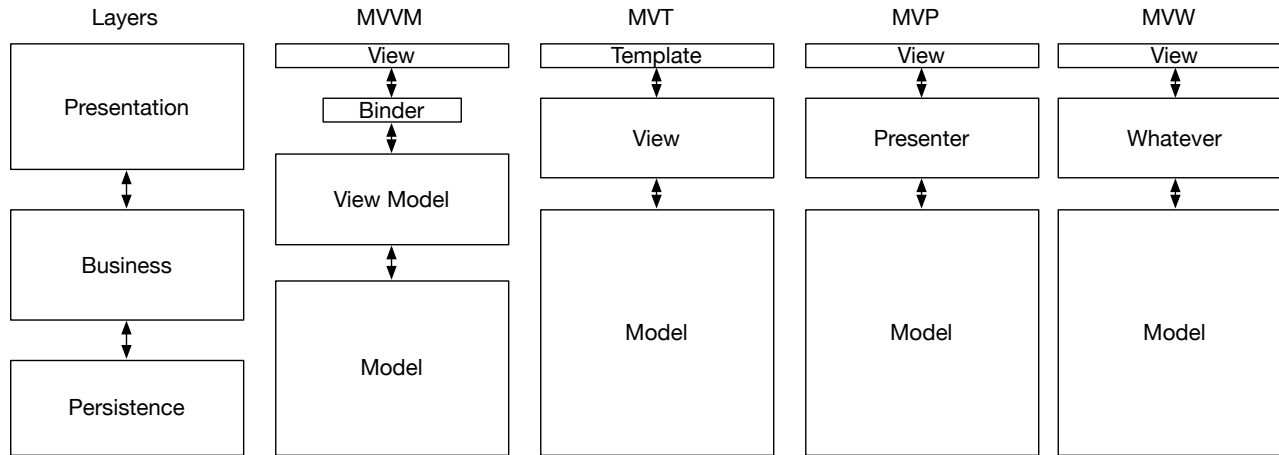 Layers
MVVM
MVT
MVP
MVW
View
Template
View
View
Presentation
Binder
View
Presenter
Whatever
View Model
Business
Model
Model
Model
Model
Persistence